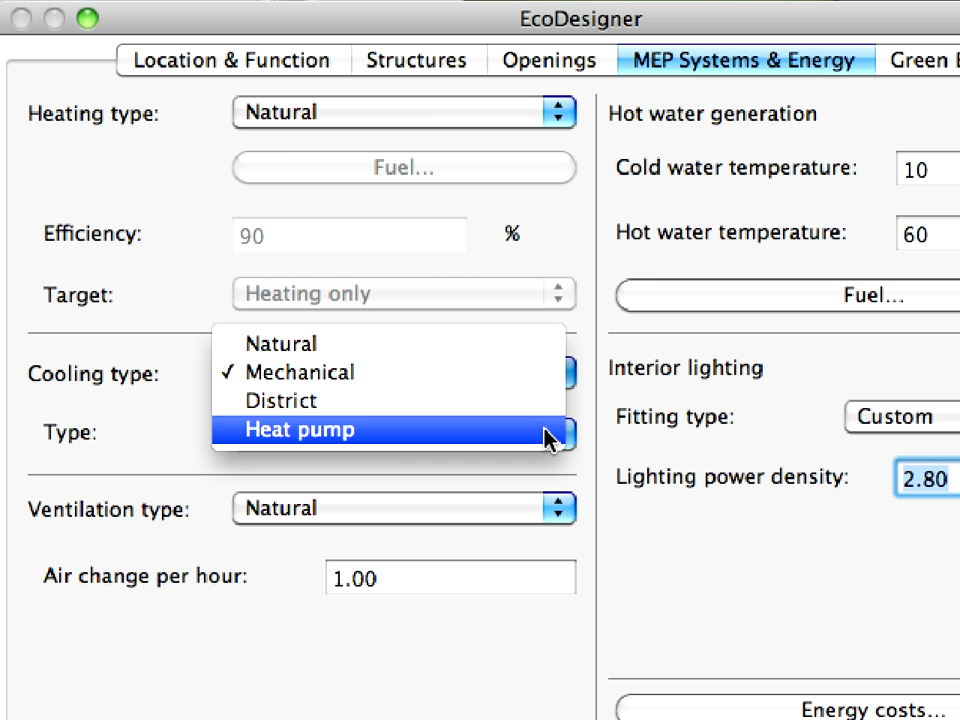 EcoDesigner
Location & Function
Structures
Openings
MEP Systems & Energy
Green
Heating type:
Natural
Fuel...
Efficiency:
90
%
Target:
Heating only
Cooling type:
Natural
✓ Mechanical
District
Heat pump
Type:
Ventilation type:
Natural
Air change per hour:
1.00
Hot water generation
Cold water temperature:
10
Hot water temperature:
60
Fuel...
Interior lighting
Fitting type:
Custom
Lighting power density:
2.80
Energy costs...